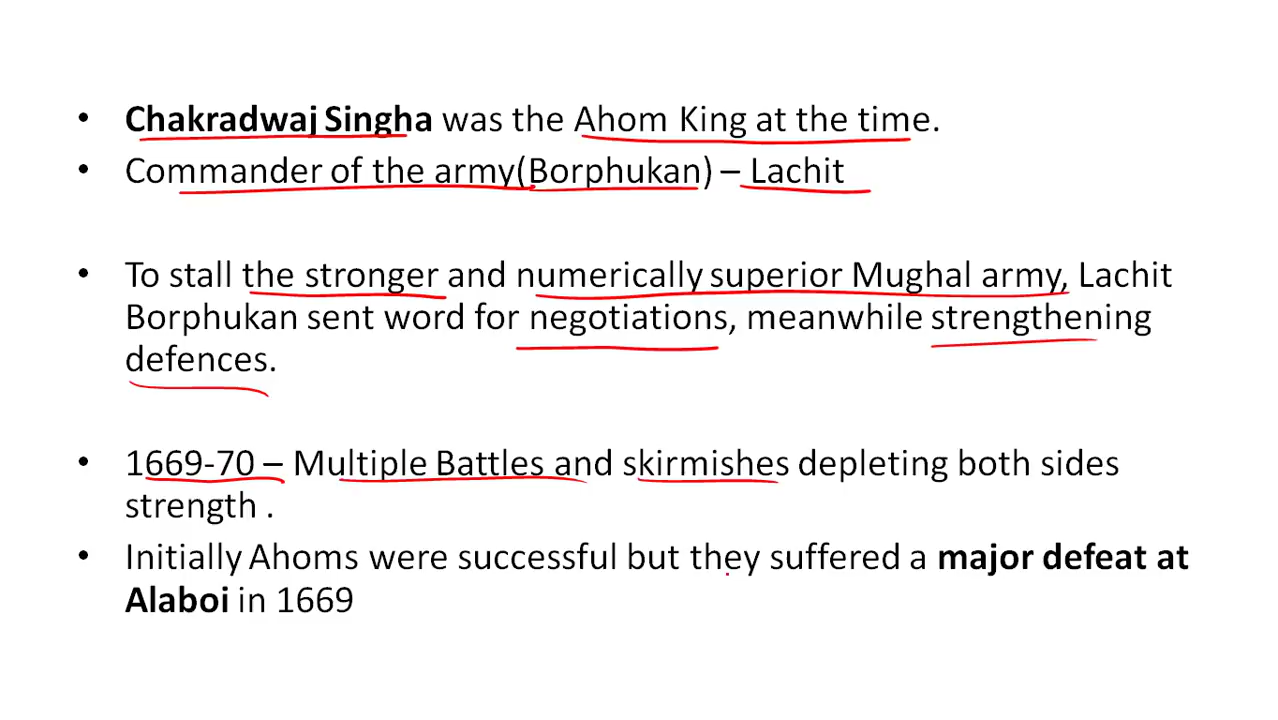 • Chakradwaj Singha was the Ahom King at the time.
• Commander of the army(Borphukan) – Lachit
• To stall the stronger and numerically superior Mughal army, Lachit
Borphukan sent word for negotiations, meanwhile strengthening
defences.
• 1669-70 – Multiple Battles and skirmishes depleting both sides
strength .
• Initially Ahoms were successful but they suffered a major defeat at
Alaboi in 1669